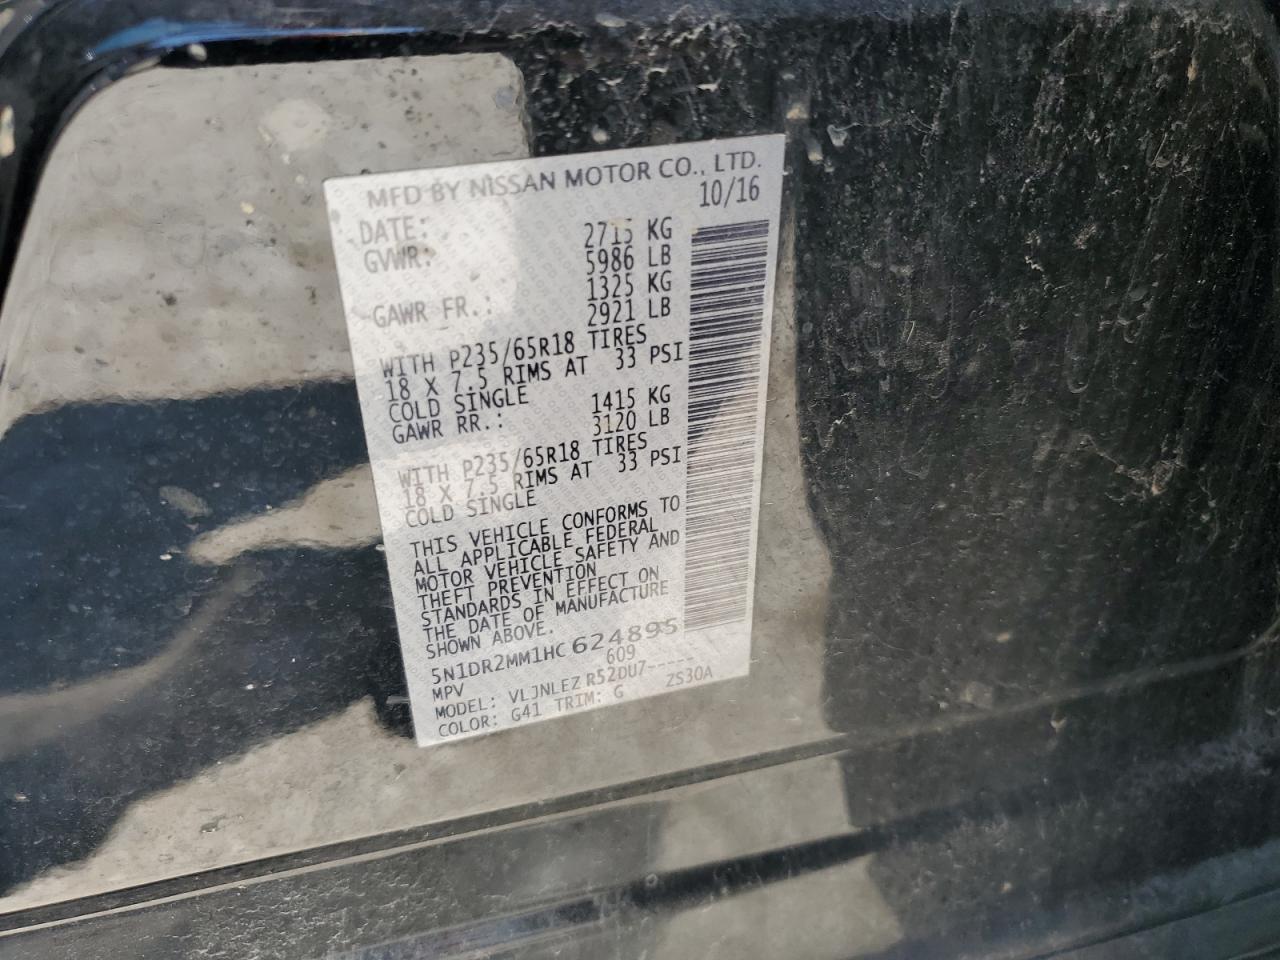 MFD BY NISSAN MOTOR CO., LTD.
DATE: 10/16
GVWR: 2715 KG
5986 LB
GAWR FR.: 1325 KG
2921 LB
WITH P235/65R18 TIRES
18 X 7.5 RIMS AT 33 PSI
COLD SINGLE
GAWR RR.: 1415 KG
3120 LB
WITH P235/65R18 TIRES
18 X 7.5 RIMS AT 33 PSI
COLD SINGLE
THIS VEHICLE CONFORMS TO
ALL APPLICABLE FEDERAL
MOTOR VEHICLE SAFETY AND
THEFT PREVENTION
STANDARDS IN EFFECT ON
THE DATE OF MANUFACTURE
SHOWN ABOVE.
5N1DR2MM1HC624895
MPV 609
MODEL: VLJNLEZ R52DU7-----
COLOR: G41 TRIM: G ZS30A